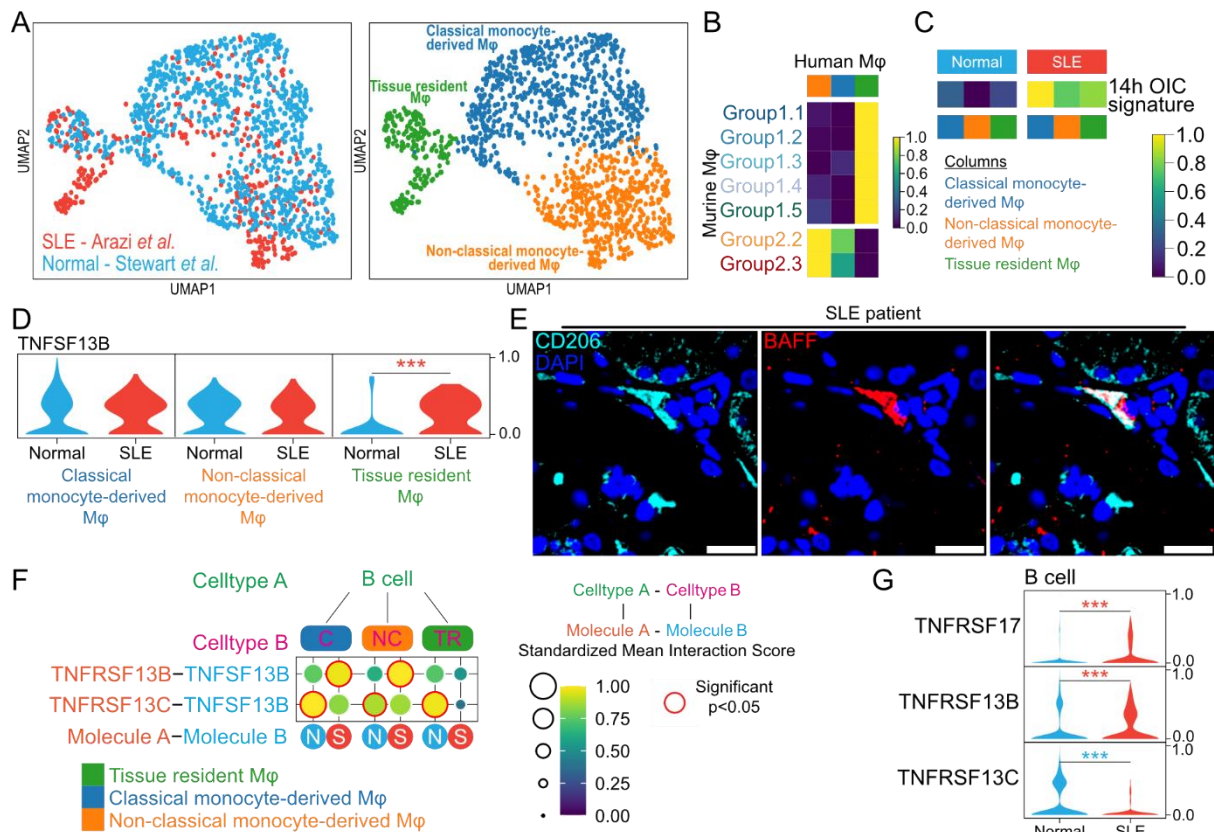 A
SLE - Arazi et al.
Normal - Stewart et al.
UMAP2
UMAP1
Classical monocyte-
derived Mφ
Tissue resident
Mφ
Non-classical monocyte-
derived Mφ
UMAP2
UMAP1
B
Human Mφ
Murine Mφ
Group1.1
Group1.2
Group1.3
Group1.4
Group1.5
Group2.2
Group2.3
1.0
0.8
0.6
0.4
0.2
0.0
C
Normal
SLE
14h OIC
signature
Columns
Classical monocyte-
derived Mφ
Non-classical monocyte-
derived Mφ
Tissue resident Mφ
1.0
0.8
0.6
0.4
0.2
0.0
D
TNFSF13B
***
1.0
0.0
Normal
SLE
Normal
SLE
Normal
SLE
Classical
monocyte-derived
Mφ
Non-classical
monocyte-derived
Mφ
Tissue resident
Mφ
E
SLE patient
CD206
DAPI
BAFF
F
Celltype A
B cell
Celltype B
C
NC
TR
TNFRSF13B-TNFSF13B
TNFRSF13C-TNFSF13B
Molecule A-Molecule B
N
S
N
S
N
S
Tissue resident Mφ
Classical monocyte-derived Mφ
Non-classical monocyte-derived Mφ
Celltype A - Celltype B
Molecule A - Molecule B
Standardized Mean Interaction Score
1.00
0.75
0.50
0.25
0.00
Significant
p<0.05
G
B cell
TNFRSF17
***
1.0
0.0
TNFRSF13B
***
1.0
0.0
TNFRSF13C
***
1.0
0.0
Normal
SLE